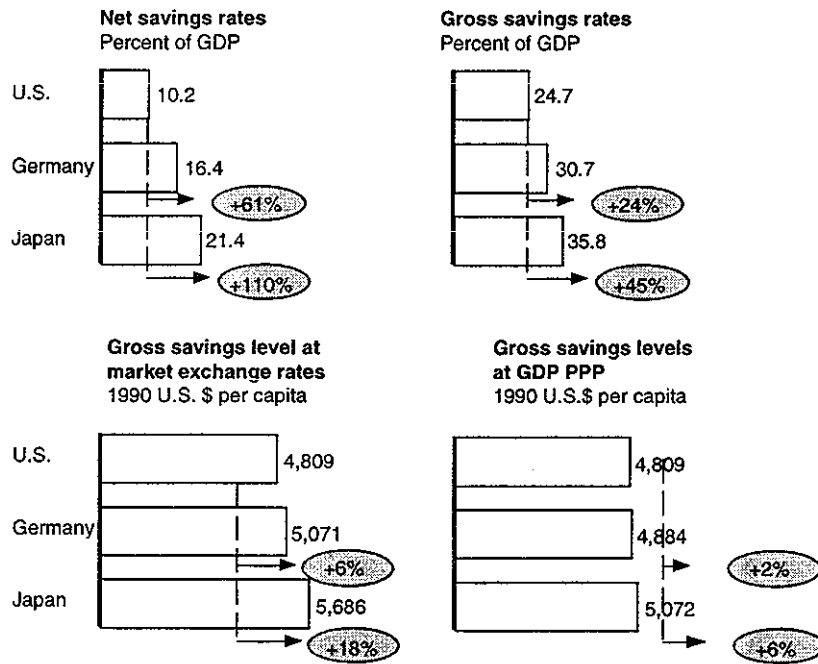 Net savings rates
Percent of GDP
U.S.
10.2
Germany
16.4
+61%
Japan
21.4
+110%
Gross savings rates
Percent of GDP
24.7
30.7
+24%
35.8
+45%
Gross savings level at
market exchange rates
1990 U.S. $ per capita
U.S.
4,809
Germany
5,071
+6%
Japan
5,686
+18%
Gross savings levels
at GDP PPP
1990 U.S.$ per capita
4,809
4,884
+2%
5,072
+6%